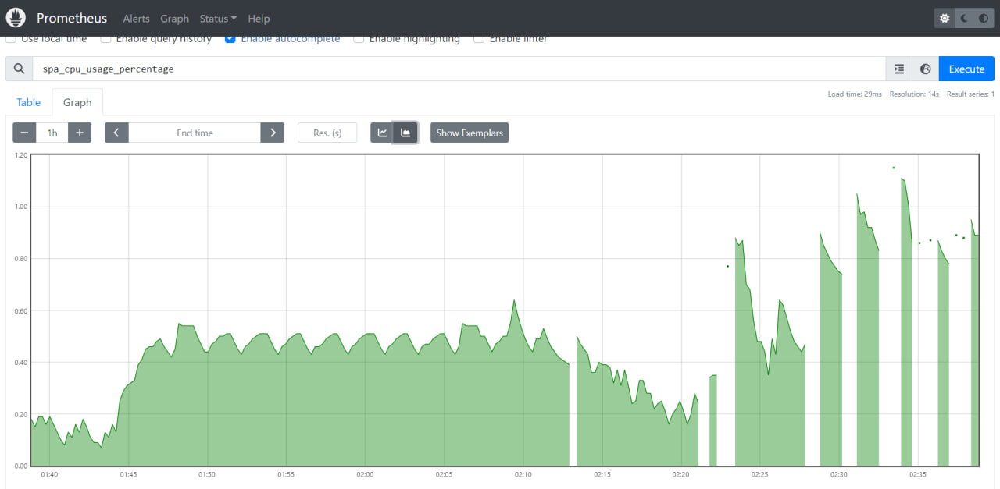 Prometheus Alerts Graph Status Help
Use local time Enable query history Enable autocomplete Enable highlighting Enable linter
spa_cpu_usage_percentage Execute
Load time: 29ms Resolution: 14s Result series: 1
Table Graph
1h End time Res. (s) Show Exemplars
1.20
1.00
0.80
0.60
0.40
0.20
0.00
01:40 01:45 01:50 01:55 02:00 02:05 02:10 02:15 02:20 02:25 02:30 02:35